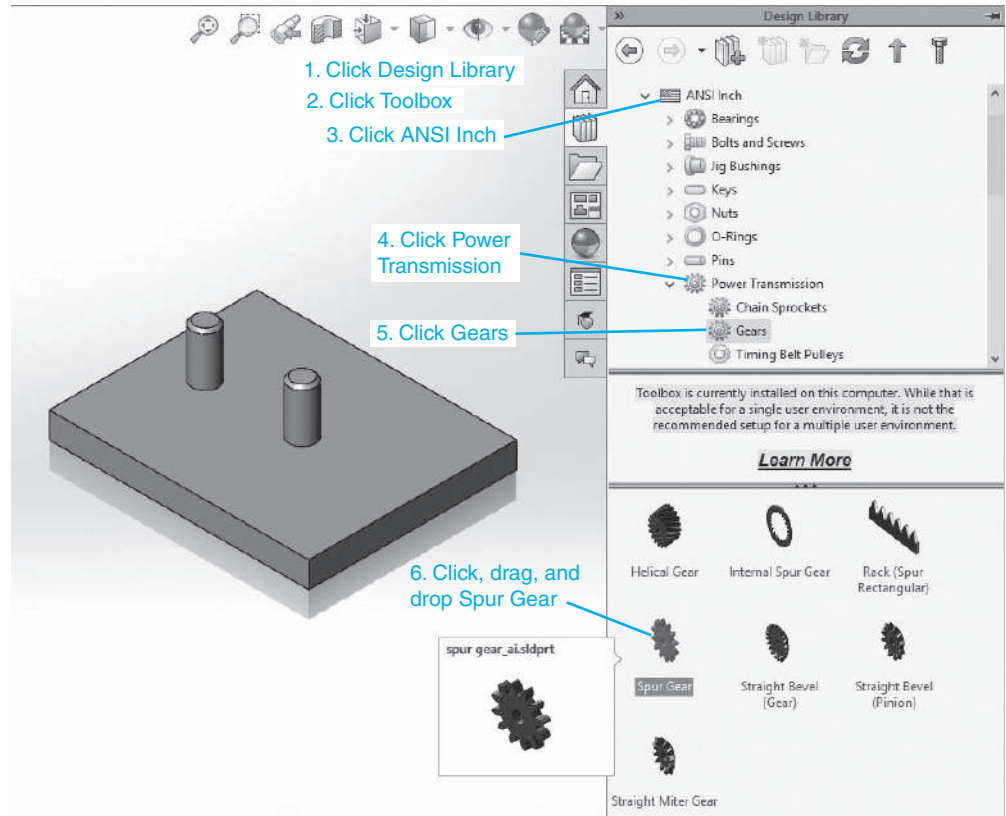 Design Library
1. Click Design Library
2. Click Toolbox
3. Click ANSI Inch
4. Click Power
Transmission
5. Click Gears
ANSI Inch
Bearings
Bolts and Screws
Jig Bushings
Keys
Nuts
O-Rings
Pins
Power Transmission
Chain Sprockets
Gears
Timing Belt Pulleys
Toolbox is currently installed on this computer. While that is
acceptable for a single user environment, it is not the
recommended setup for a multiple user environment.
Learn More
Helical Gear
Internal Spur Gear
Rack (Spur
Rectangular)
6. Click, drag, and
drop Spur Gear
spur gear_ai.sldprt
Spur Gear
Straight Bevel
(Gear)
Straight Bevel
(Pinion)
Straight Miter Gear